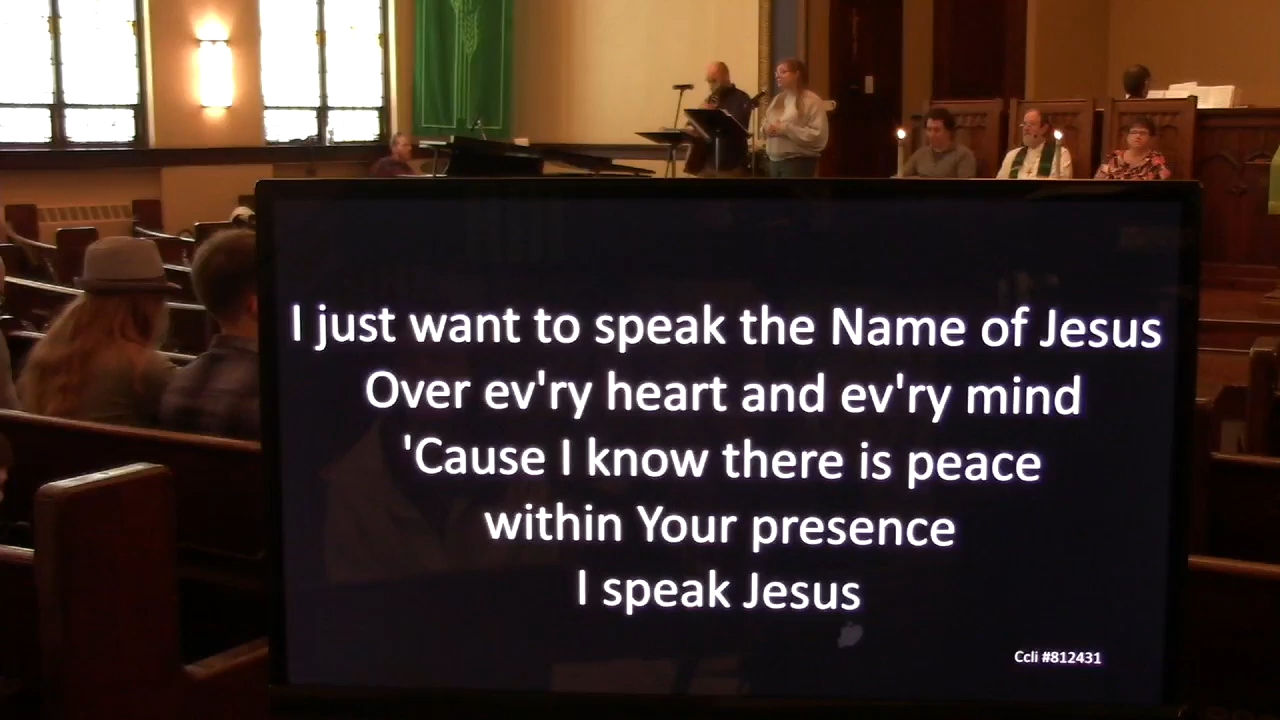 I just want to speak the Name of Jesus
Over ev'ry heart and ev'ry mind
'Cause I know there is peace
within Your presence
I speak Jesus
Ccli #812431